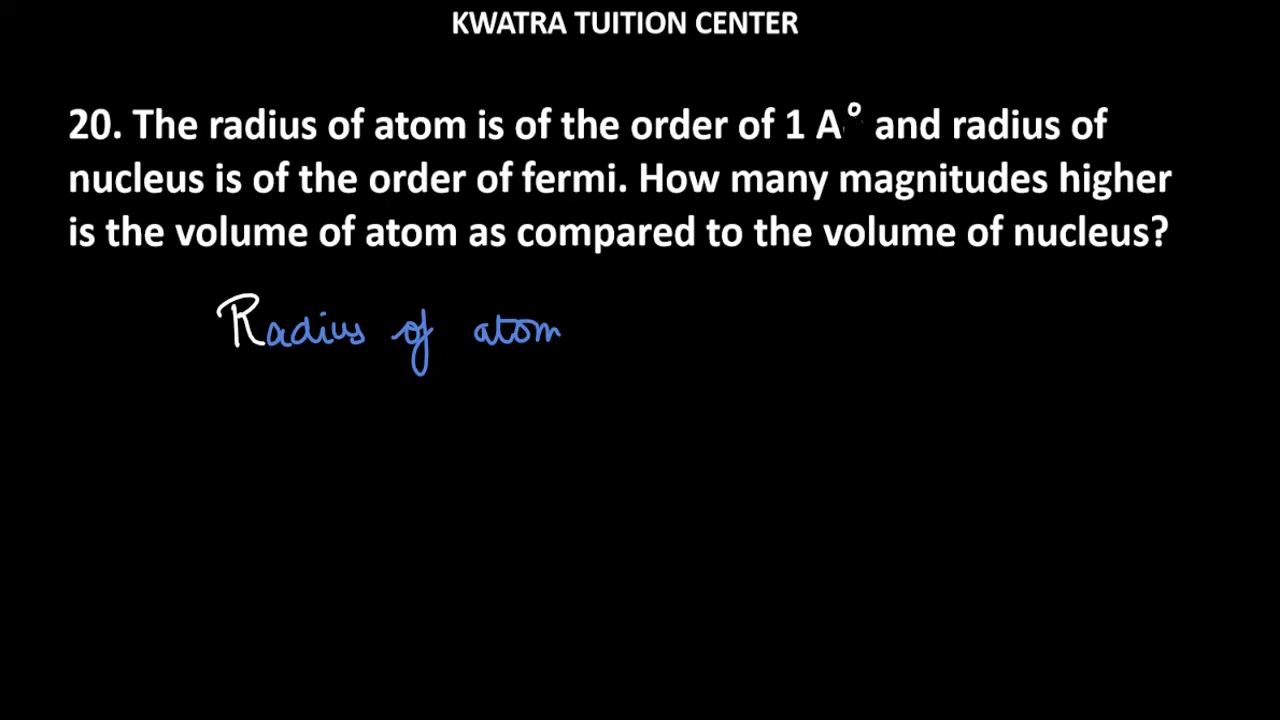 KWATRA TUITION CENTER
20. The radius of atom is of the order of 1 A° and radius of
nucleus is of the order of fermi. How many magnitudes higher
is the volume of atom as compared to the volume of nucleus?
Radius of atom